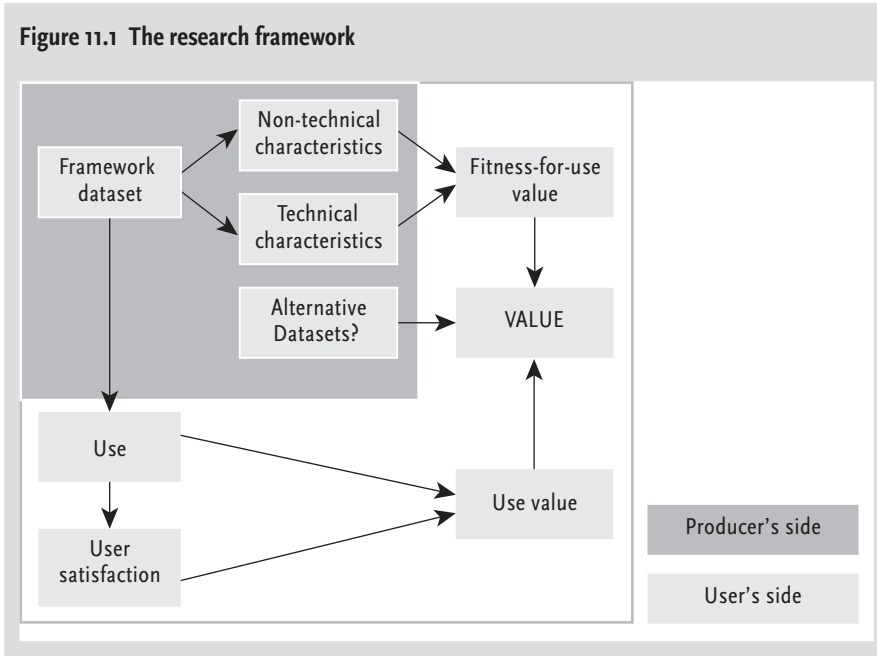 Figure 11.1 The research framework
Non-technical
characteristics
Framework
dataset
Fitness-for-use
value
Technical
characteristics
Alternative
Datasets?
VALUE
Use
Use value
User
satisfaction
Producer's side
User's side